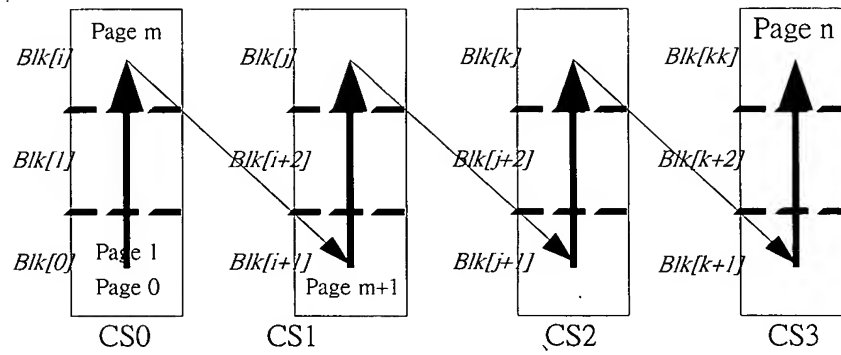 Page m
Page n
Blk[i]
Blk[j]
Blk[k]
Blk[kk]
Blk[1]
Blk[i+2]
Blk[j+2]
Blk[k+2]
Page 1
Blk[0]
Blk[i+1]
Blk[j+1]
Blk[k+1]
Page 0
Page m+1
CS0
CS1
CS2
CS3